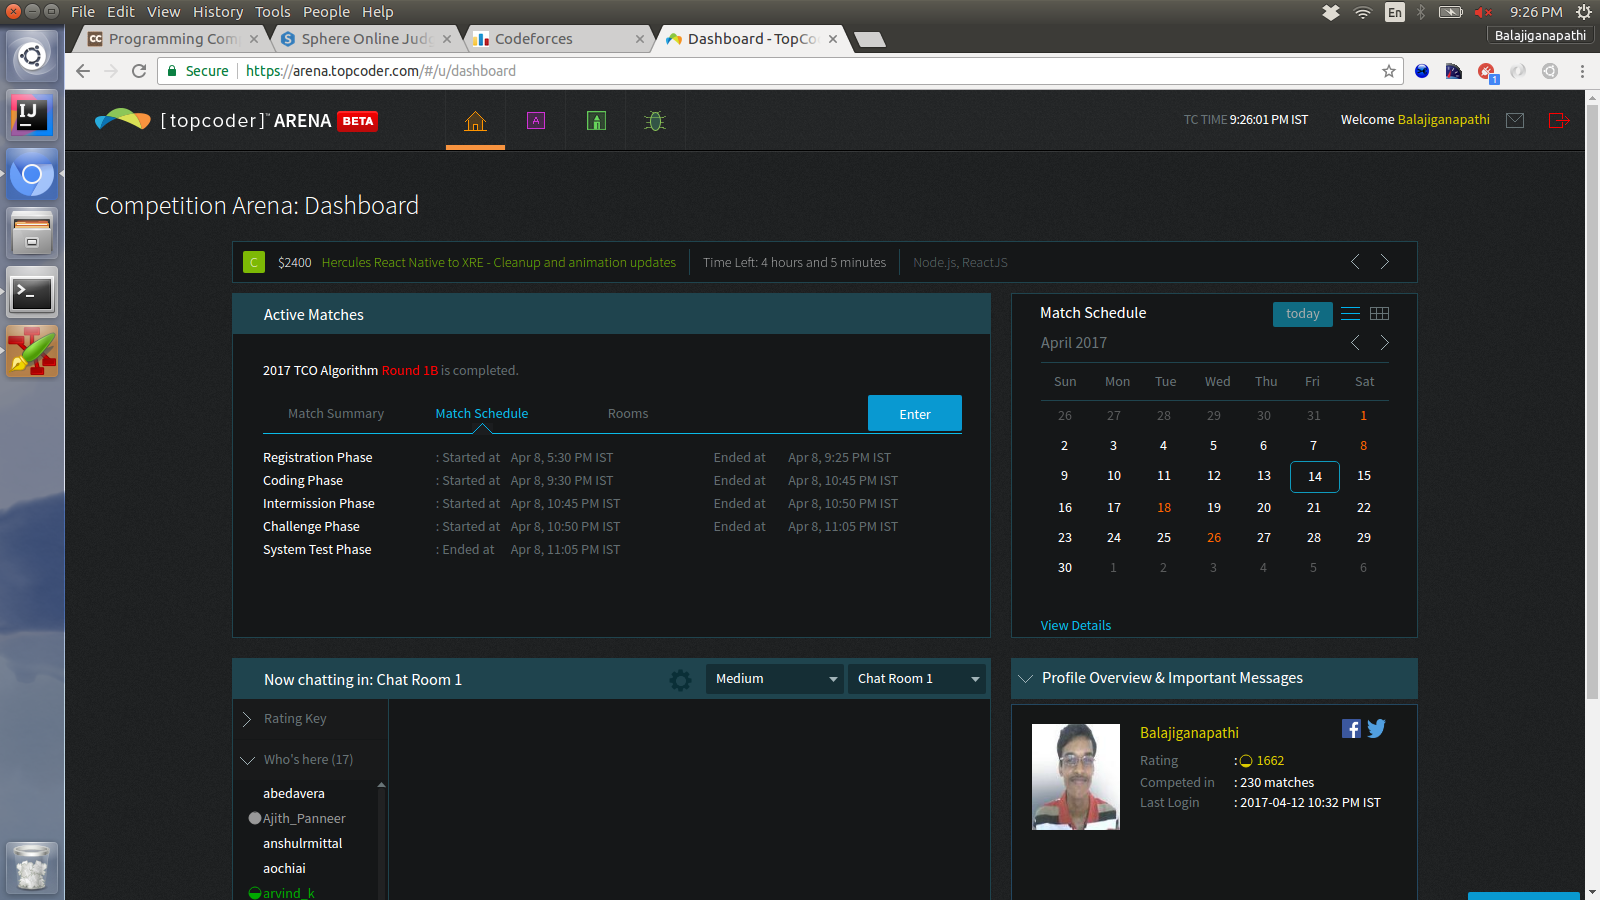 File Edit View History Tools People Help
En
9:26 PM
Balajiganapathi
Programming Com
Sphere Online Judg
Codeforces
Dashboard - TopCo
Secure
https://arena.topcoder.com/#/u/dashboard
1
[topcoder]™ ARENA BETA
A
TC TIME 9:26:01 PM IST
Welcome Balajiganapathi
Competition Arena: Dashboard
C $2400 Hercules React Native to XRE - Cleanup and animation updates
Time Left: 4 hours and 5 minutes
Node.js, ReactJS
Active Matches
2017 TCO Algorithm Round 1B is completed.
Match Summary Match Schedule Rooms Enter
Registration Phase : Started at Apr 8, 5:30 PM IST Ended at Apr 8, 9:25 PM IST
Coding Phase : Started at Apr 8, 9:30 PM IST Ended at Apr 8, 10:45 PM IST
Intermission Phase : Started at Apr 8, 10:45 PM IST Ended at Apr 8, 10:50 PM IST
Challenge Phase : Started at Apr 8, 10:50 PM IST Ended at Apr 8, 11:05 PM IST
System Test Phase : Ended at Apr 8, 11:05 PM IST
Match Schedule today
April 2017
Sun Mon Tue Wed Thu Fri Sat
26 27 28 29 30 31 1
2 3 4 5 6 7 8
9 10 11 12 13 14 15
16 17 18 19 20 21 22
23 24 25 26 27 28 29
30 1 2 3 4 5 6
View Details
Now chatting in: Chat Room 1 Medium Chat Room 1
Rating Key
Who's here (17)
abedavera
Ajith_Panneer
anshulrmittal
aochiai
arvind_k
Profile Overview & Important Messages
Balajiganapathi
Rating : 1662
Competed in : 230 matches
Last Login : 2017-04-12 10:32 PM IST
IJ
>_